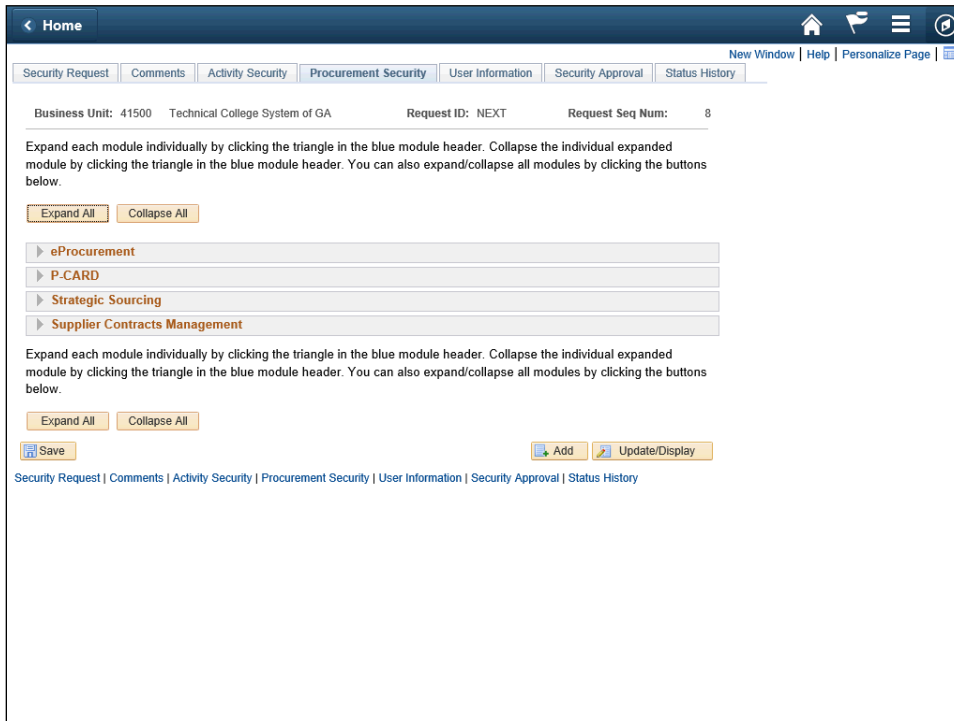 Home
New Window | Help | Personalize Page |
Security Request Comments Activity Security Procurement Security User Information Security Approval Status History
Business Unit: 41500 Technical College System of GA Request ID: NEXT Request Seq Num: 8
Expand each module individually by clicking the triangle in the blue module header. Collapse the individual expanded
module by clicking the triangle in the blue module header. You can also expand/collapse all modules by clicking the buttons
below.
Expand All Collapse All
eProcurement
P-CARD
Strategic Sourcing
Supplier Contracts Management
Expand each module individually by clicking the triangle in the blue module header. Collapse the individual expanded
module by clicking the triangle in the blue module header. You can also expand/collapse all modules by clicking the buttons
below.
Expand All Collapse All
Save Add Update/Display
Security Request | Comments | Activity Security | Procurement Security | User Information | Security Approval | Status History